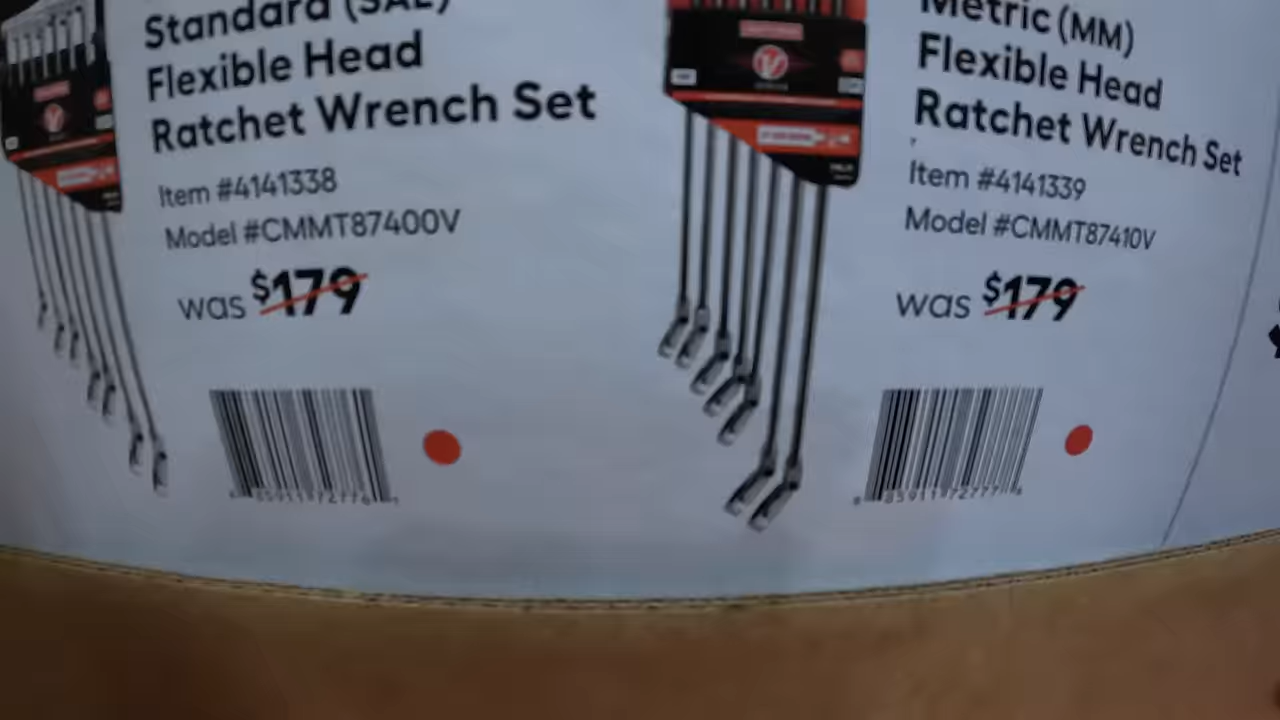 Standard (SAE)
Flexible Head
Ratchet Wrench Set
Item #4141338
Model #CMMT87400V
was $179
Metric (MM)
Flexible Head
Ratchet Wrench Set
Item #4141339
Model #CMMT87410V
was $179